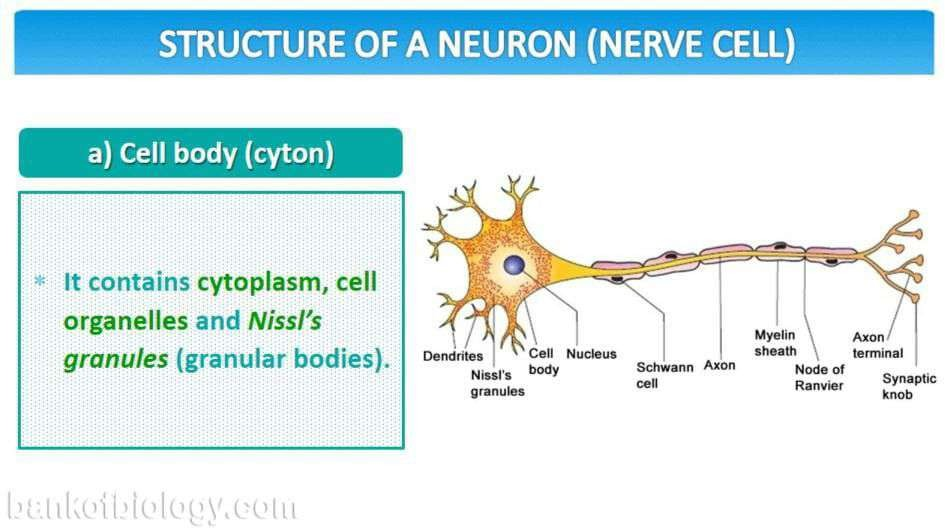 STRUCTURE OF A NEURON (NERVE CELL)
a) Cell body (cyton)
* It contains cytoplasm, cell
organelles and Nissl's
granules (granular bodies).
Dendrites
Nissl's
granules
Cell
body
Nucleus
Schwann
cell
Axon
Myelin
sheath
Node of
Ranvier
Axon
terminal
Synaptic
knob
bankofbiology.com